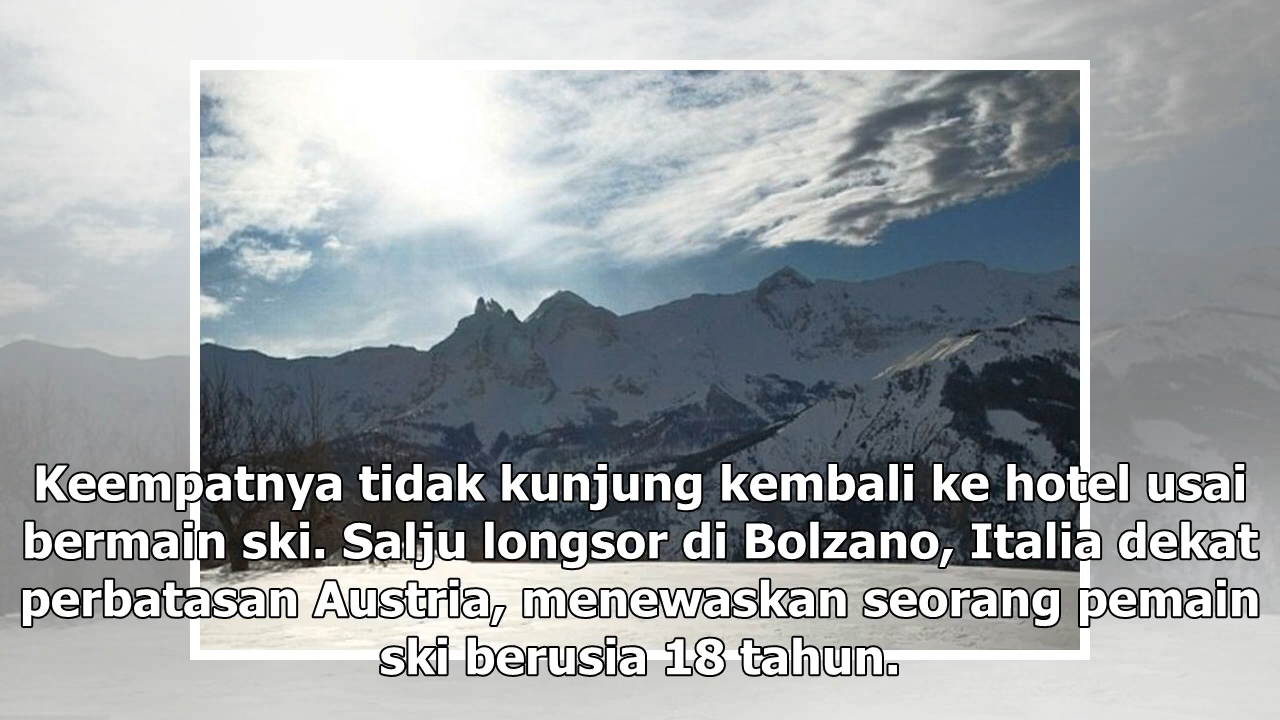 Keempatnya tidak kunjung kembali ke hotel usai
bermain ski. Salju longsor di Bolzano, Italia dekat
perbatasan Austria, menewaskan seorang pemain
ski berusia 18 tahun.